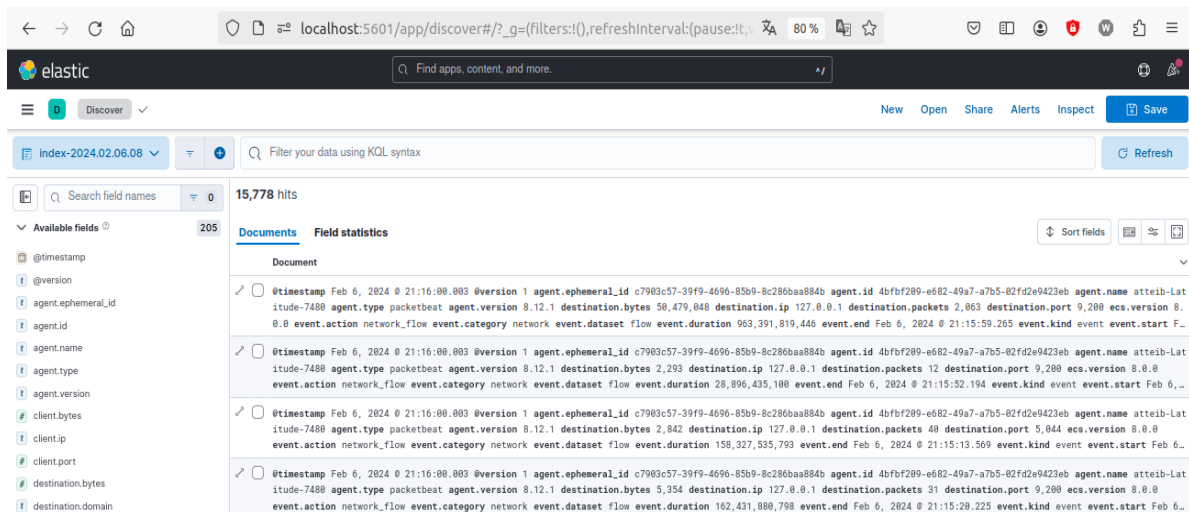 localhost:5601/app/discover#/?_g=(filters:!(),refreshInterval:(pause:!t, 80%
elastic
Find apps, content, and more.
^/
D Discover
New Open Share Alerts Inspect Save
index-2024.02.06.08
Filter your data using KQL syntax
Refresh
Search field names 0
15,778 hits
Available fields 205
Documents Field statistics
Sort fields
Document
@timestamp
@version
agent.ephemeral_id
agent.id
agent.name
agent.type
agent.version
client.bytes
client.ip
client.port
destination.bytes
destination.domain
@timestamp Feb 6, 2024 @ 21:16:00.003 @version 1 agent.ephemeral_id c7903c57-39f9-4696-85b9-8c286baa884b agent.id 4bfbf209-e682-49a7-a7b5-02fd2e9423eb agent.name atteib-Lat
itude-7480 agent.type packetbeat agent.version 8.12.1 destination.bytes 50,479,048 destination.ip 127.0.0.1 destination.packets 2,063 destination.port 9,200 ecs.version 8.
0.0 event.action network_flow event.category network event.dataset flow event.duration 963,391,819,446 event.end Feb 6, 2024 @ 21:15:59.265 event.kind event event.start F…
@timestamp Feb 6, 2024 @ 21:16:00.003 @version 1 agent.ephemeral_id c7903c57-39f9-4696-85b9-8c286baa884b agent.id 4bfbf209-e682-49a7-a7b5-02fd2e9423eb agent.name atteib-Lat
itude-7480 agent.type packetbeat agent.version 8.12.1 destination.bytes 2,293 destination.ip 127.0.0.1 destination.packets 12 destination.port 9,200 ecs.version 8.0.0
event.action network_flow event.category network event.dataset flow event.duration 28,896,435,100 event.end Feb 6, 2024 @ 21:15:52.194 event.kind event event.start Feb 6,…
@timestamp Feb 6, 2024 @ 21:16:00.003 @version 1 agent.ephemeral_id c7903c57-39f9-4696-85b9-8c286baa884b agent.id 4bfbf209-e682-49a7-a7b5-02fd2e9423eb agent.name atteib-Lat
itude-7480 agent.type packetbeat agent.version 8.12.1 destination.bytes 2,842 destination.ip 127.0.0.1 destination.packets 40 destination.port 5,044 ecs.version 8.0.0
event.action network_flow event.category network event.dataset flow event.duration 158,327,535,793 event.end Feb 6, 2024 @ 21:15:13.569 event.kind event event.start Feb 6…
@timestamp Feb 6, 2024 @ 21:16:00.003 @version 1 agent.ephemeral_id c7903c57-39f9-4696-85b9-8c286baa884b agent.id 4bfbf209-e682-49a7-a7b5-02fd2e9423eb agent.name atteib-Lat
itude-7480 agent.type packetbeat agent.version 8.12.1 destination.bytes 5,354 destination.ip 127.0.0.1 destination.packets 31 destination.port 9,200 ecs.version 8.0.0
event.action network_flow event.category network event.dataset flow event.duration 162,431,880,798 event.end Feb 6, 2024 @ 21:15:20.225 event.kind event event.start Feb 6…